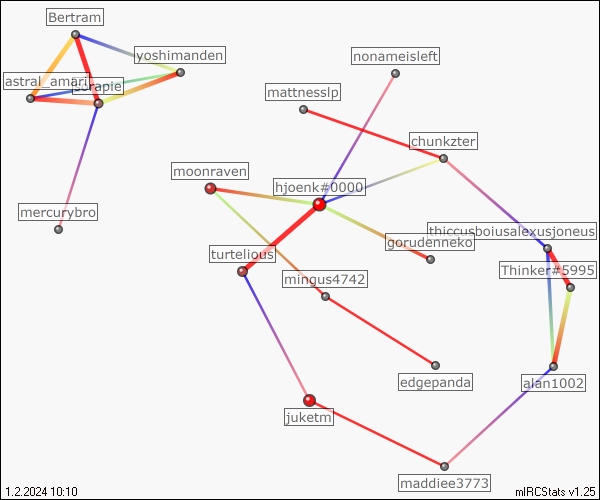 Bertram
yoshimanden
nonameisleft
astral_amari
mattnesslp
chunkzter
moonraven
hjoenk#0000
mercurybro
thiccusboiusalexusjoneus
gorudenneko
turtelious
Thinker#5995
mingus4742
edgepanda
alan1002
juketm
maddiee3773
1.2.2024 10:10
mIRCStats v1.25